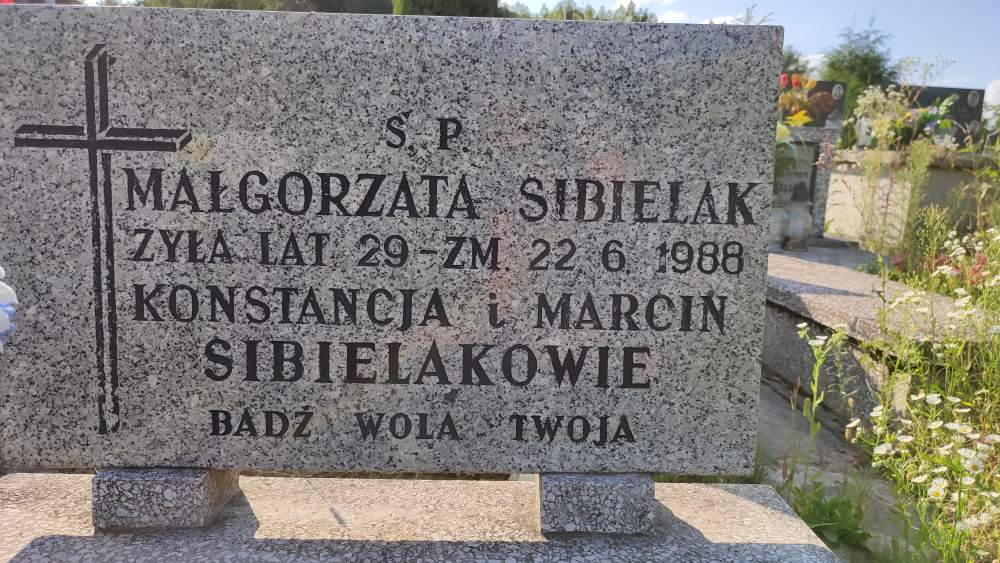 Ś. P.
MAŁGORZATA SIBIELAK
ŻYŁA LAT 29-ZM. 22 6 1988
KONSTANCJA i MARCIN
SIBIELAKOWIE
BĄDŹ WOLA TWOJA